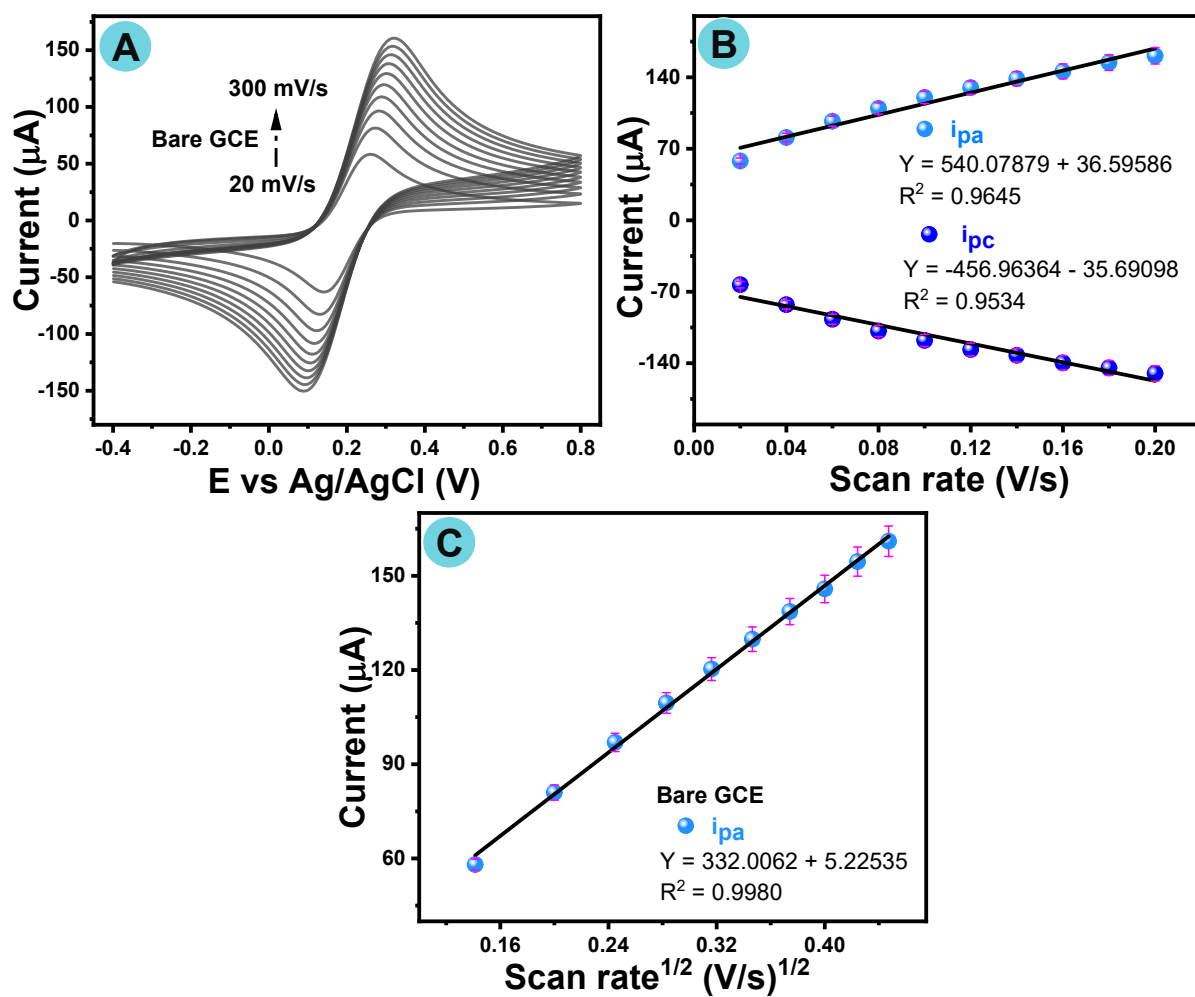 A
150
100
50
0
-50
-100
-150
-0.4
-0.2
0.0
0.2
0.4
0.6
0.8
Current (μA)
E vs Ag/AgCl (V)
300 mV/s
Bare GCE
20 mV/s
B
140
70
0
-70
-140
0.00
0.04
0.08
0.12
0.16
0.20
Current (μA)
Scan rate (V/s)
ipa
Y = 540.07879 + 36.59586
R² = 0.9645
ipc
Y = -456.96364 - 35.69098
R² = 0.9534
C
150
120
90
60
0.16
0.24
0.32
0.40
Current (μA)
Scan rate^1/2 (V/s)^1/2
Bare GCE
ipa
Y = 332.0062 + 5.22535
R² = 0.9980